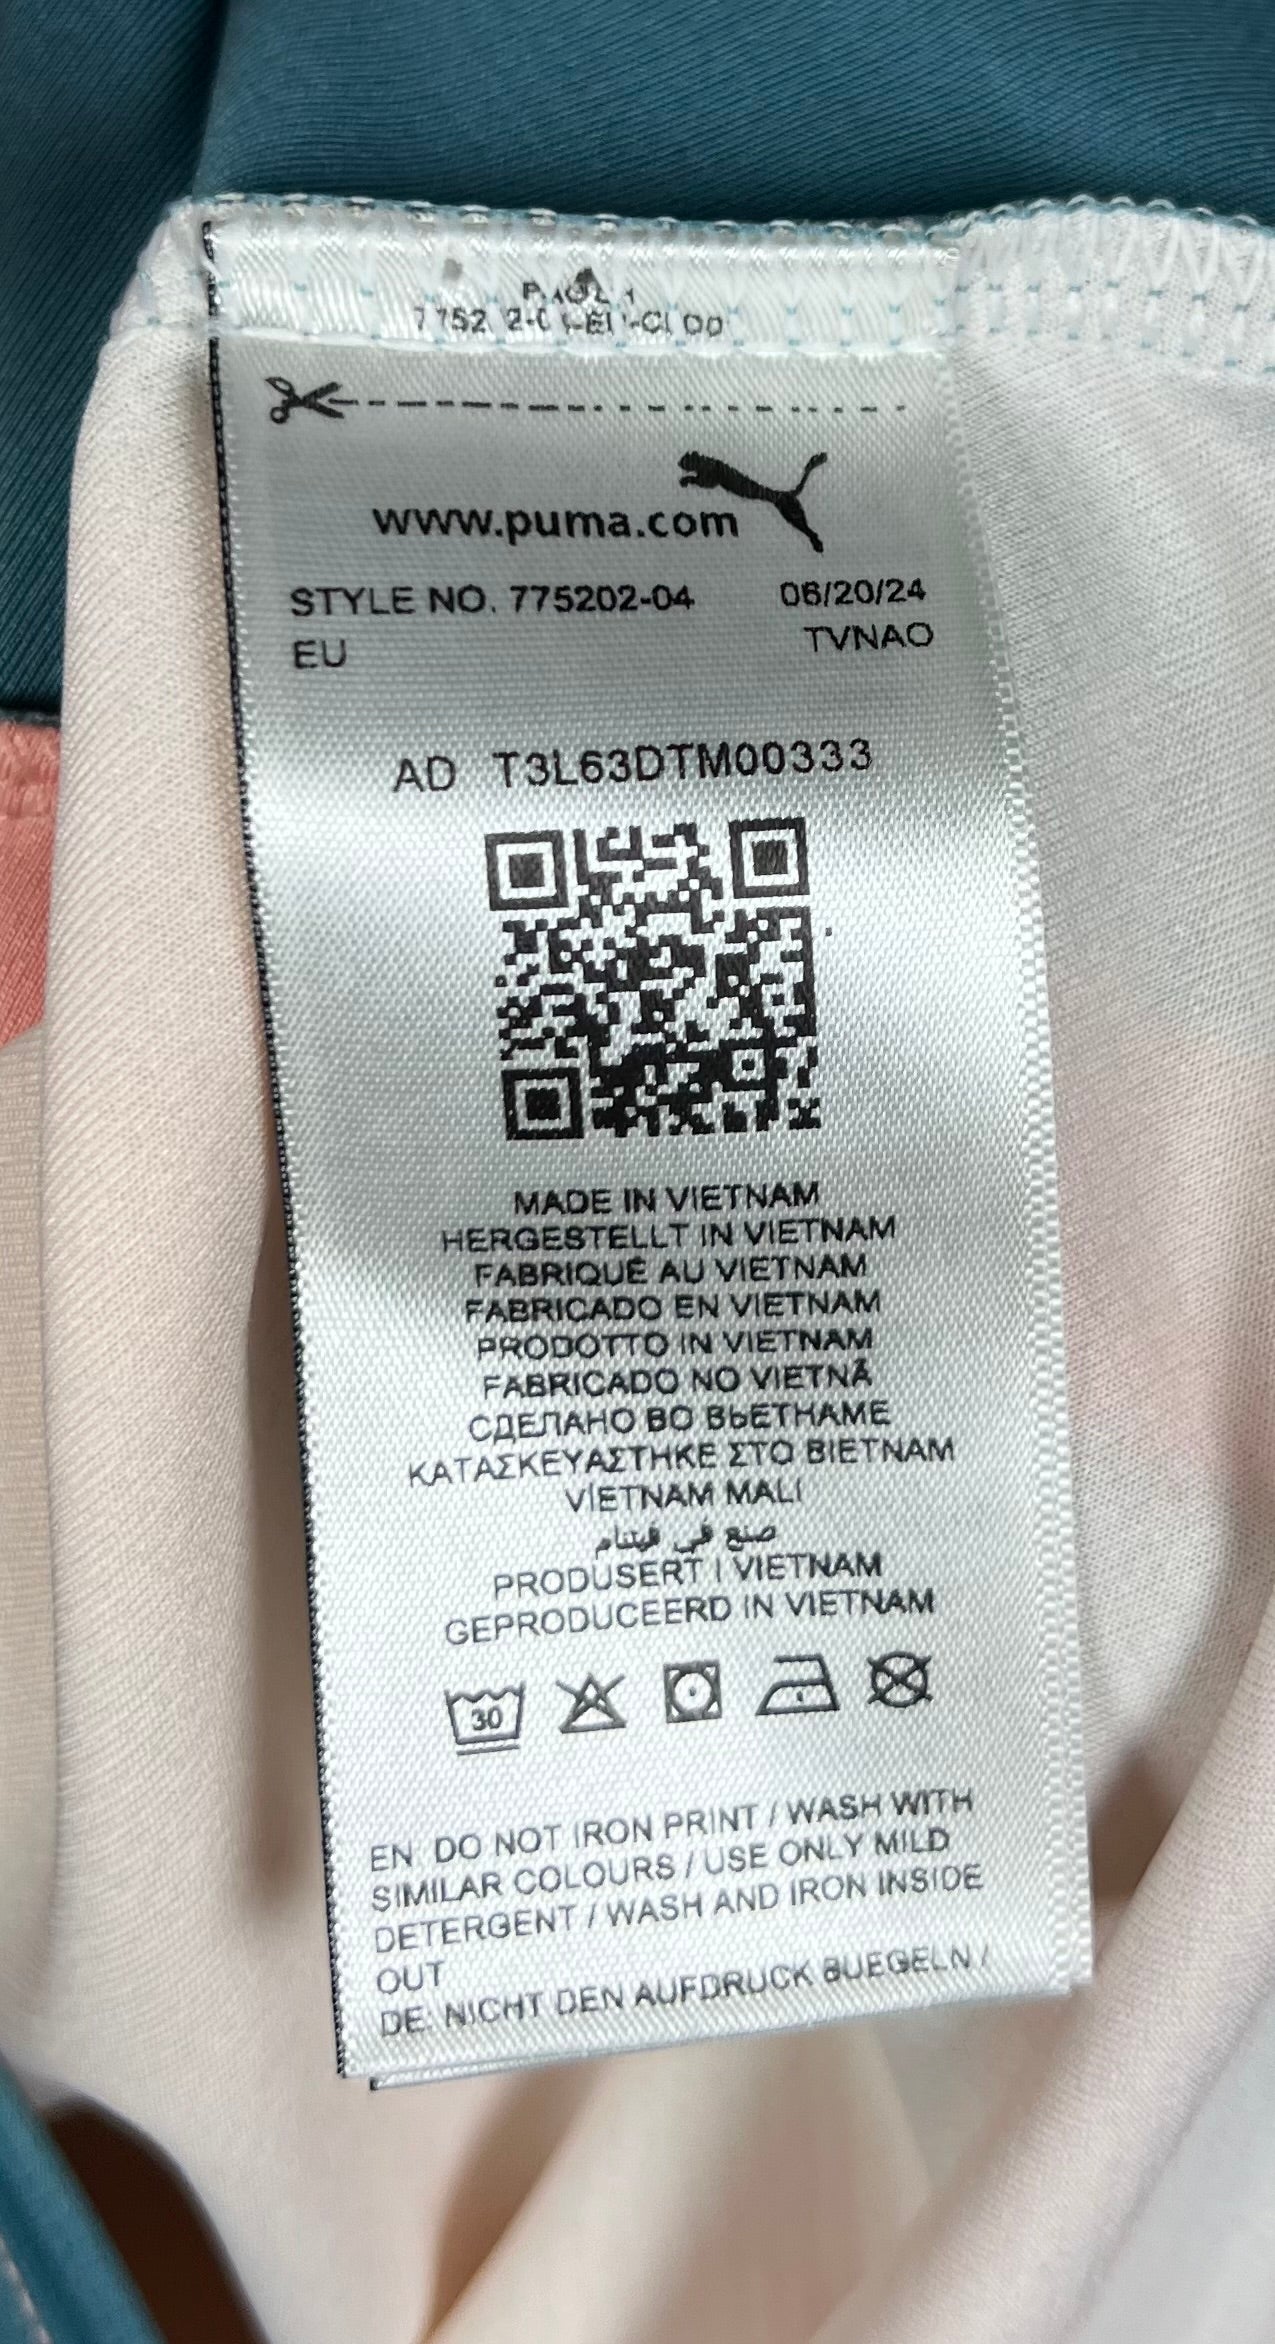 www.puma.com
STYLE NO. 775202-04 06/20/24
EU TVNAO
AD T3L63DTM00333
MADE IN VIETNAM
HERGESTELLT IN VIETNAM
FABRIQUÉ AU VIETNAM
FABRICADO EN VIETNAM
PRODOTTO IN VIETNAM
FABRICADO NO VIETNÃ
СДЕЛАНО ВО ВЬЕТНАМЕ
ΚΑΤΑΣΚΕΥΑΣΤΗΚΕ ΣΤΟ ΒΙΕΤΝΑΜ
VİETNAM MALI
صنع في فيتنام
PRODUSERT I VIETNAM
GEPRODUCEERD IN VIETNAM
30
EN DO NOT IRON PRINT / WASH WITH
SIMILAR COLOURS / USE ONLY MILD
DETERGENT / WASH AND IRON INSIDE
OUT
DE: NICHT DEN AUFDRUCK BUEGELN /